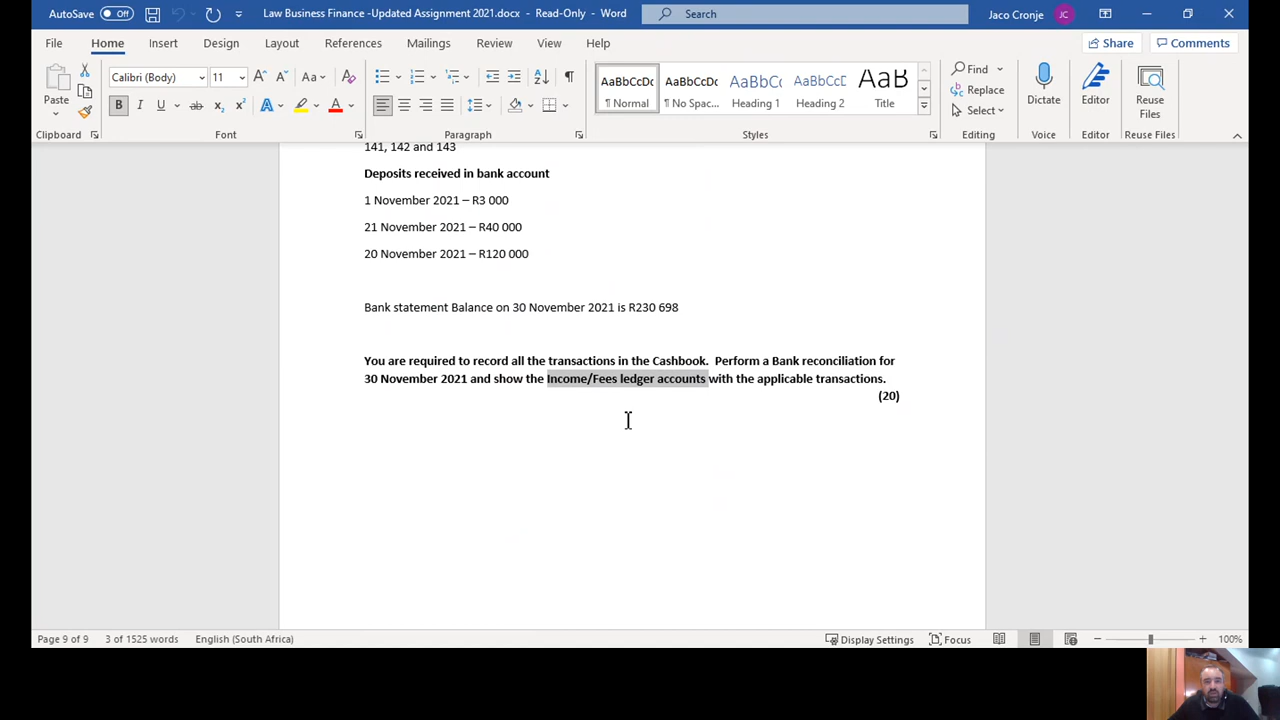 AutoSave Off Law Business Finance -Updated Assignment 2021.docx - Read-Only - Word Search Jaco Cronje JC
File Home Insert Design Layout References Mailings Review View Help Share Comments
Paste Calibri (Body) 11 A A Aa A
B I U ab x2 x2 A A
AaBbCcDc AaBbCcDc AaBbCc AaBbCcD AaB
¶ Normal ¶ No Spac... Heading 1 Heading 2 Title
Find
Replace
Select
Dictate
Editor
Reuse
Files
Clipboard Font Paragraph Styles Editing Voice Editor Reuse Files
141, 142 and 143
Deposits received in bank account
1 November 2021 – R3 000
21 November 2021 – R40 000
20 November 2021 – R120 000
Bank statement Balance on 30 November 2021 is R230 698
You are required to record all the transactions in the Cashbook. Perform a Bank reconciliation for
30 November 2021 and show the Income/Fees ledger accounts with the applicable transactions.
(20)
Page 9 of 9 3 of 1525 words English (South Africa) Display Settings Focus 100%